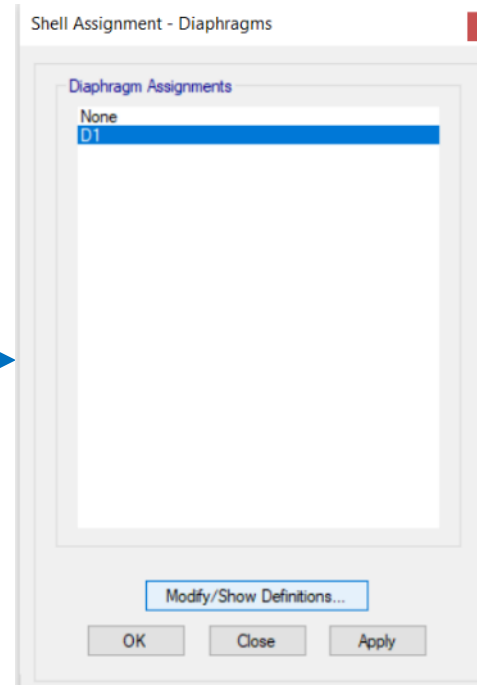 Shell Assignment - Diaphragms
Diaphragm Assignments
None
D1
Modify/Show Definitions...
OK Close Apply